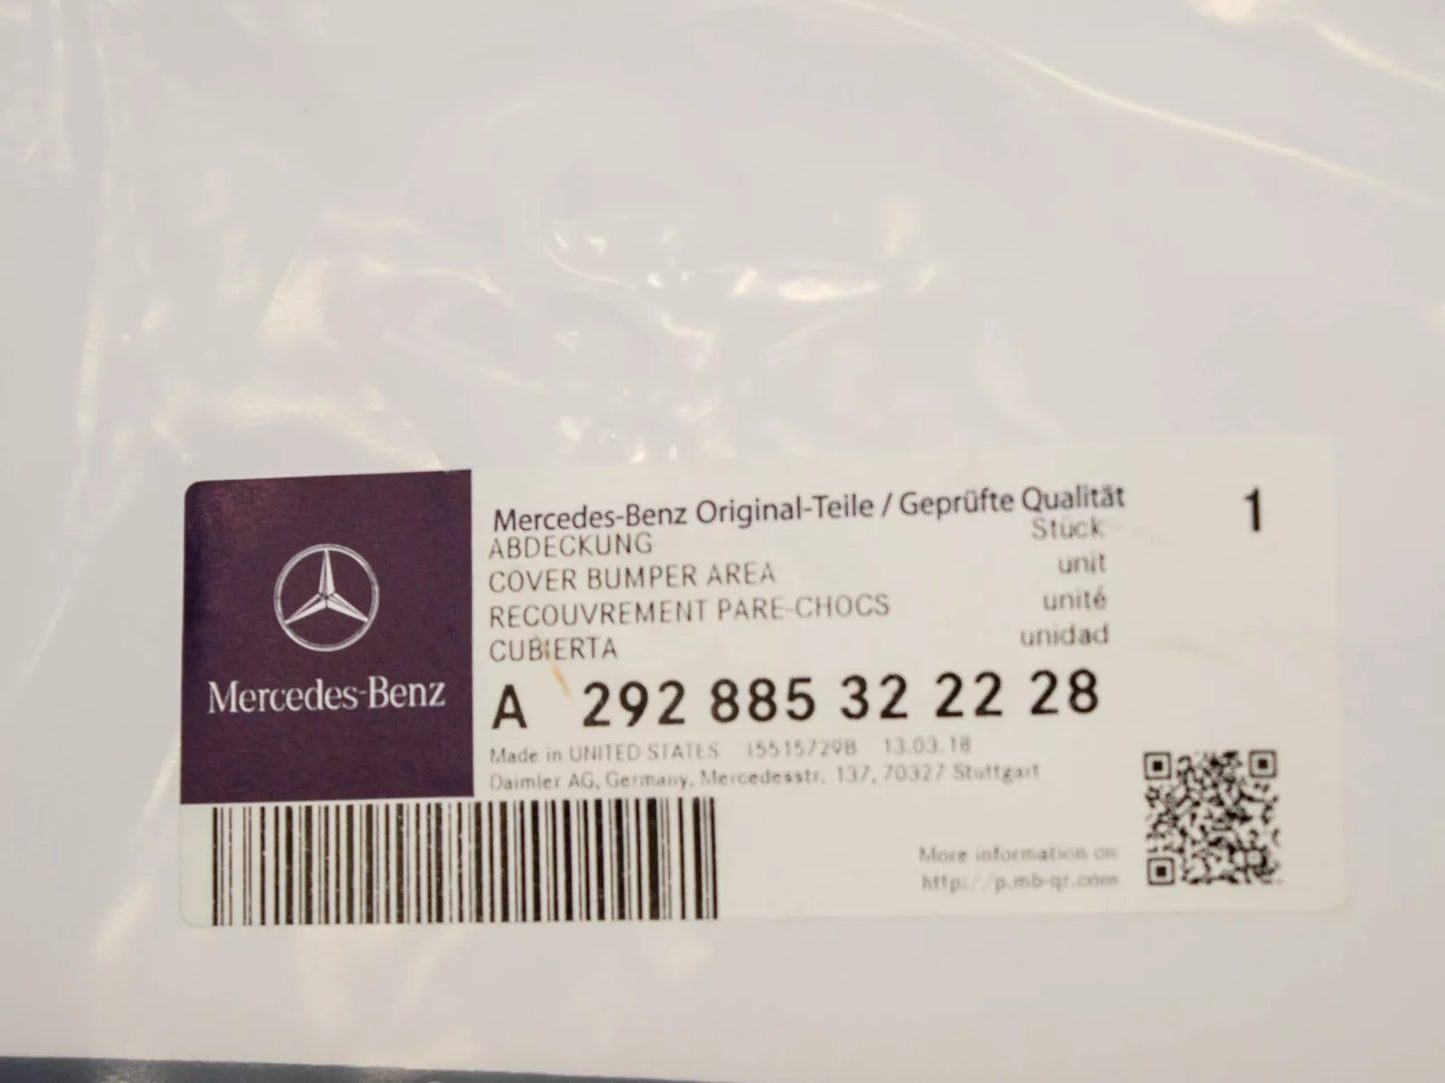 Mercedes-Benz
Mercedes-Benz Original-Teile / Geprüfte Qualität
1
ABDECKUNG Stück
COVER BUMPER AREA unit
RECOUVREMENT PARE-CHOCS unité
CUBIERTA unidad
A 292 885 32 22 28
Made in UNITED STATES 15515729B 13.03.18
Daimler AG, Germany, Mercedesstr. 137, 70327 Stuttgart
More information on
http://p.mb-qr.com